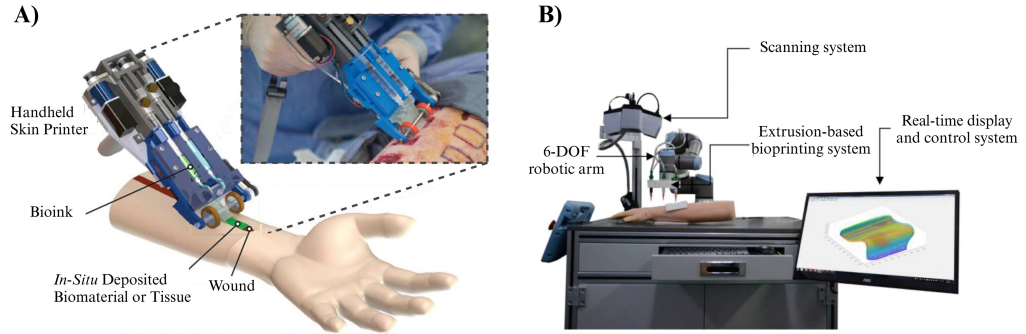 A)
Handheld
Skin Printer
Bioink
In-Situ Deposited
Biomaterial or Tissue
Wound
B)
Scanning system
6-DOF
robotic arm
Extrusion-based
bioprinting system
Real-time display
and control system